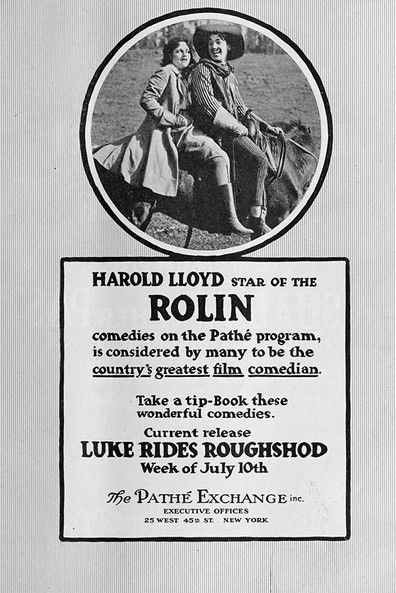 HAROLD LLOYD STAR OF THE
ROLIN
comedies on the Pathé program,
is considered by many to be the
country's greatest film comedian.
Take a tip-Book these
wonderful comedies.
Current release
LUKE RIDES ROUGHSHOD
Week of July 10th
The PATHÉ EXCHANGE inc.
EXECUTIVE OFFICES
25 WEST 45th ST. NEW YORK